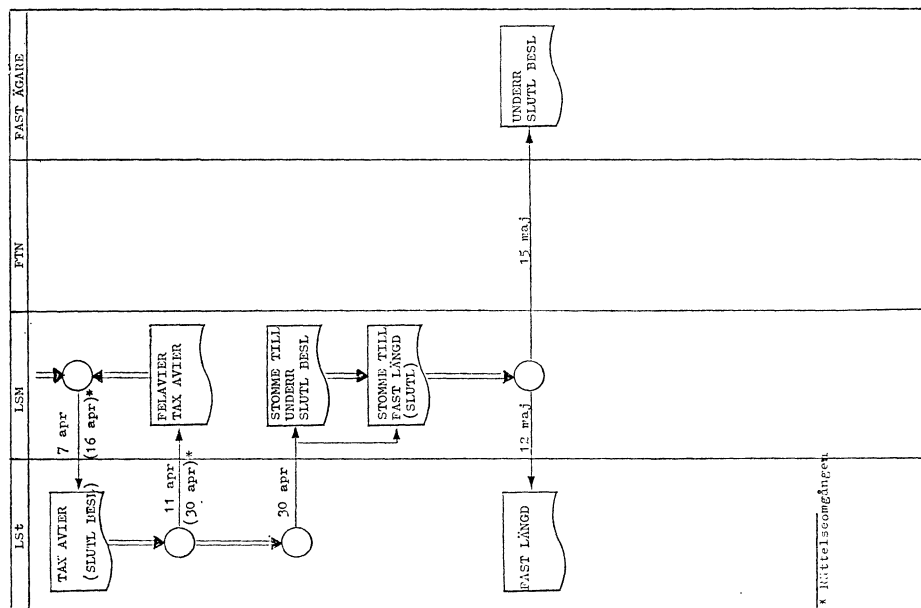 LSt
LSM
FTN
FAST ÄGARE
7 apr
(16 apr)*
TAX AVIER
(SLUTL BESL)
11 apr
(30 apr)*
FELAVIER
TAX AVIER
30 apr
STOMME TILL
UNDERR
SLUTL BESL
STOMME TILL
FAST LÄNGD
(SLUTL)
12 maj
15 maj
FAST LÄNGD
UNDERR
SLUTL BESL
* Rättelseomgången